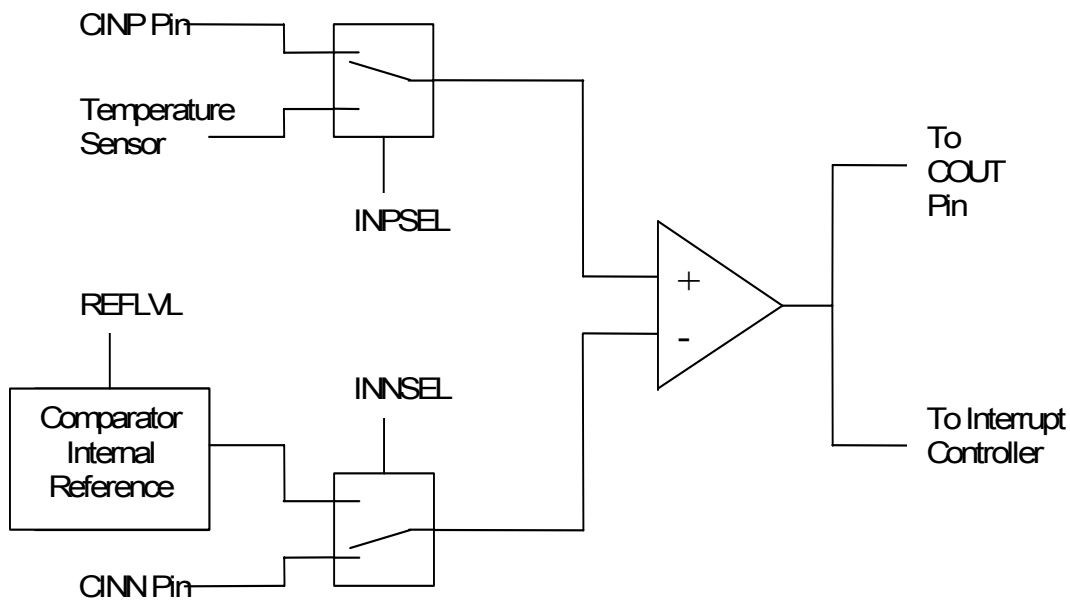 CINP Pin
Temperature
Sensor
INPSEL
To
COUT
Pin
+
-
REFLVL
INNSEL
Comparator
Internal
Reference
To Interrupt
Controller
CINN Pin